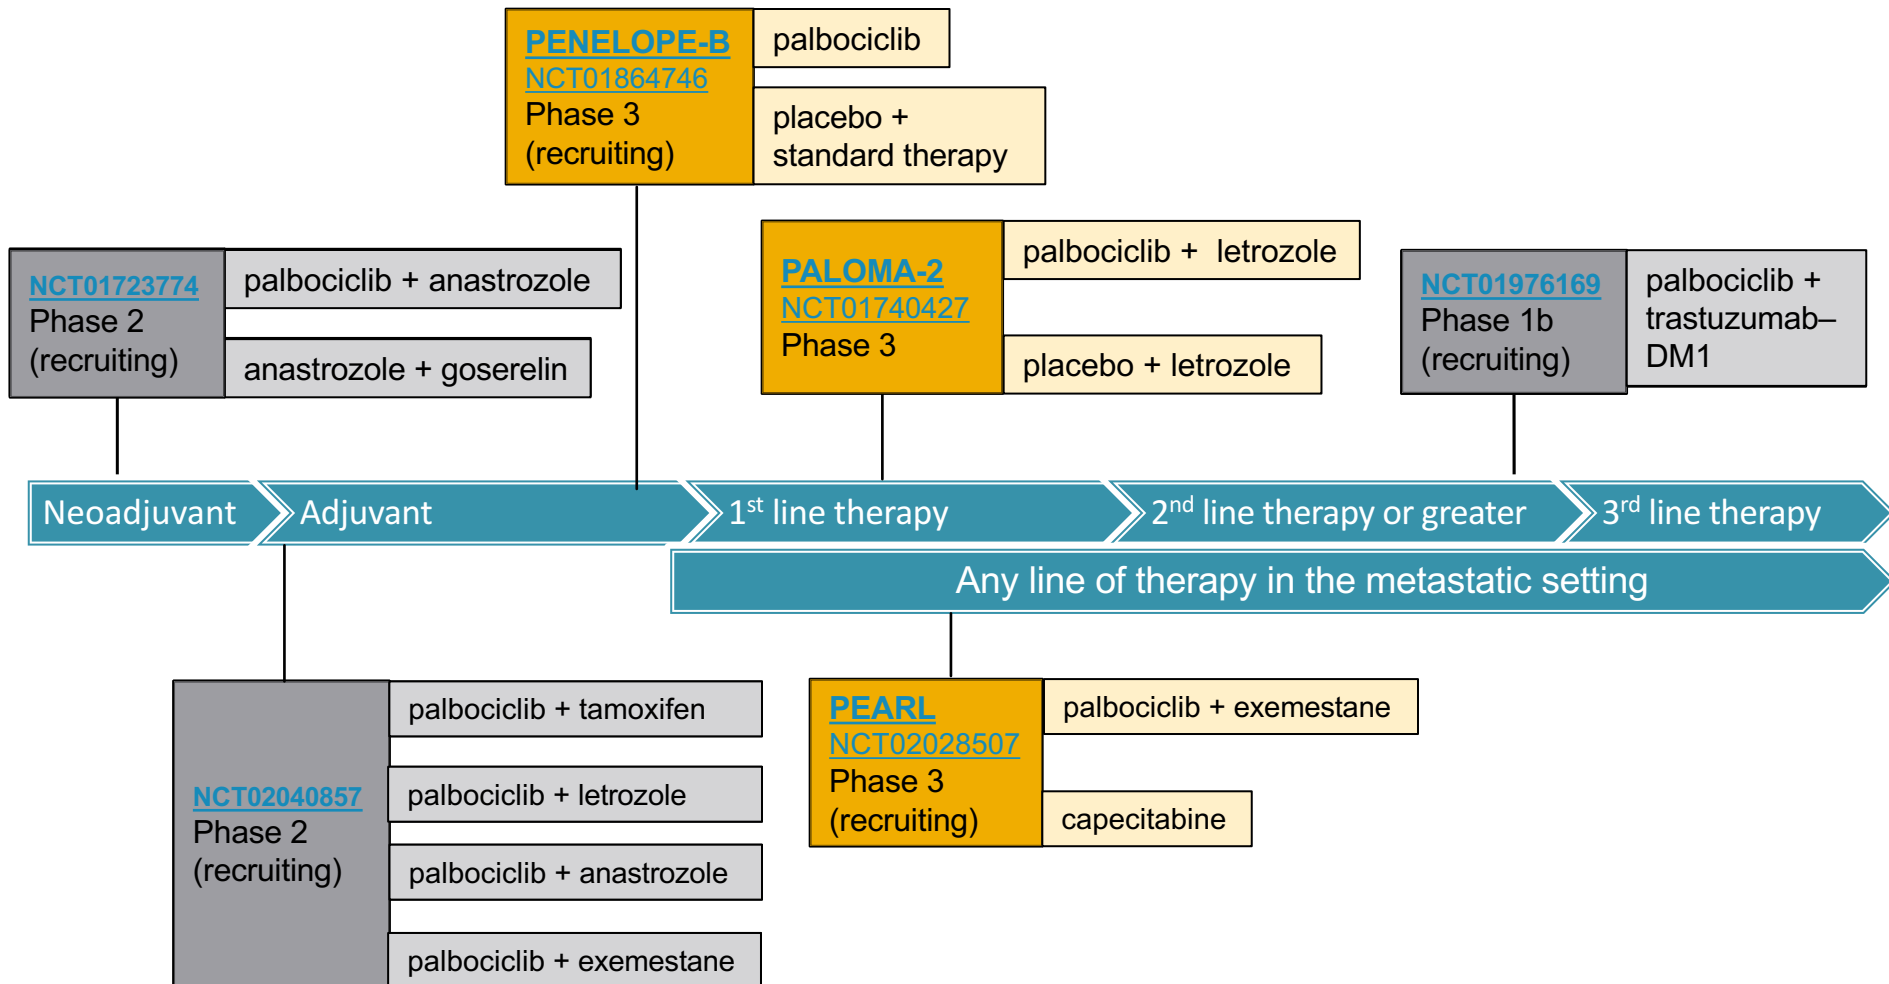 PENELOPE-B
NCT01864746
Phase 3
(recruiting)
palbociclib
placebo +
standard therapy
NCT01723774
Phase 2
(recruiting)
palbociclib + anastrozole
anastrozole + goserelin
PALOMA-2
NCT01740427
Phase 3
palbociclib + letrozole
placebo + letrozole
NCT01976169
Phase 1b
(recruiting)
palbociclib +
trastuzumab–
DM1
Neoadjuvant
Adjuvant
1st line therapy
2nd line therapy or greater
3rd line therapy
Any line of therapy in the metastatic setting
NCT02040857
Phase 2
(recruiting)
palbociclib + tamoxifen
palbociclib + letrozole
palbociclib + anastrozole
palbociclib + exemestane
PEARL
NCT02028507
Phase 3
(recruiting)
palbociclib + exemestane
capecitabine